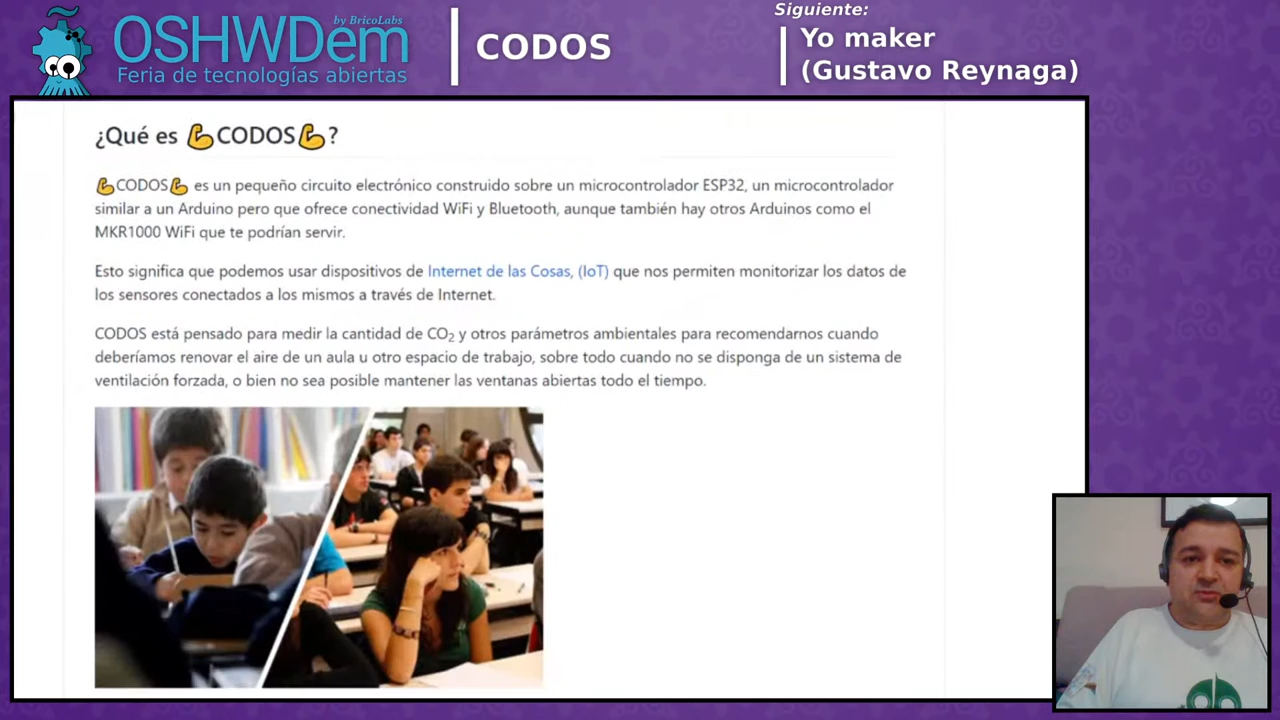 by BricoLabs
OSHWDem
Feria de tecnologías abiertas
CODOS
Siguiente:
Yo maker
(Gustavo Reynaga)
¿Qué es 💪CODOS💪?
💪CODOS💪 es un pequeño circuito electrónico construido sobre un microcontrolador ESP32, un microcontrolador
similar a un Arduino pero que ofrece conectividad WiFi y Bluetooth, aunque también hay otros Arduinos como el
MKR1000 WiFi que te podrían servir.
Esto significa que podemos usar dispositivos de Internet de las Cosas, (IoT) que nos permiten monitorizar los datos de
los sensores conectados a los mismos a través de Internet.
CODOS está pensado para medir la cantidad de CO₂ y otros parámetros ambientales para recomendarnos cuando
deberíamos renovar el aire de un aula u otro espacio de trabajo, sobre todo cuando no se disponga de un sistema de
ventilación forzada, o bien no sea posible mantener las ventanas abiertas todo el tiempo.